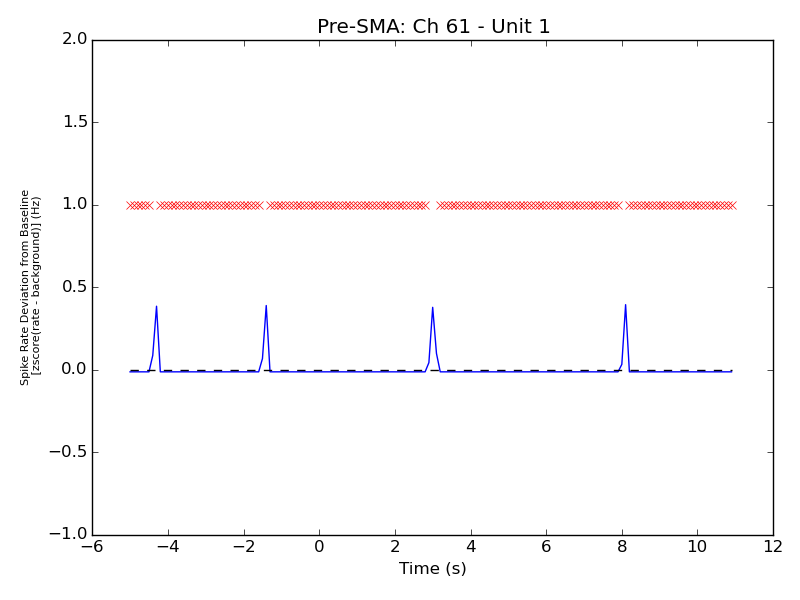 Pre-SMA: Ch 61 - Unit 1
2.0
1.5
1.0
0.5
0.0
−0.5
−1.0
Spike Rate Deviation from Baseline
[zscore(rate - background)] (Hz)
−6 −4 −2 0 2 4 6 8 10 12
Time (s)